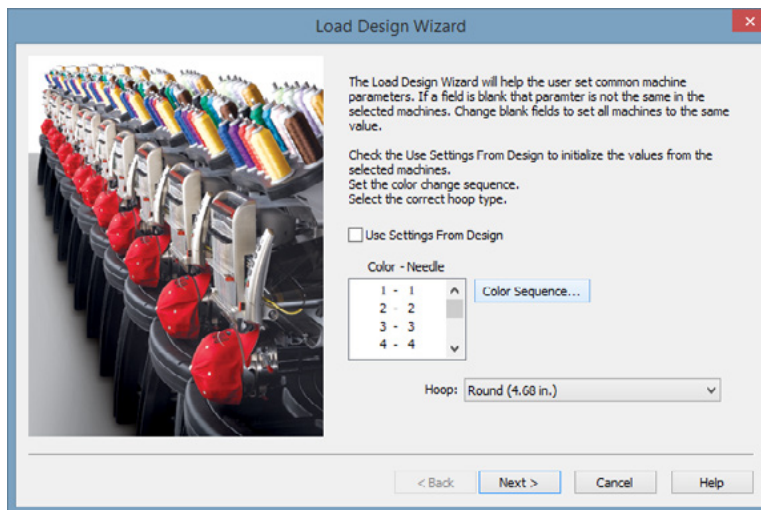 Load Design Wizard
The Load Design Wizard will help the user set common machine
parameters. If a field is blank that paramter is not the same in the
selected machines. Change blank fields to set all machines to the same
value.
Check the Use Settings From Design to initialize the values from the
selected machines.
Set the color change sequence.
Select the correct hoop type.
Use Settings From Design
Color - Needle
1 - 1
2 - 2
3 - 3
4 - 4
Color Sequence...
Hoop: Round (4.68 in.)
< Back Next > Cancel Help